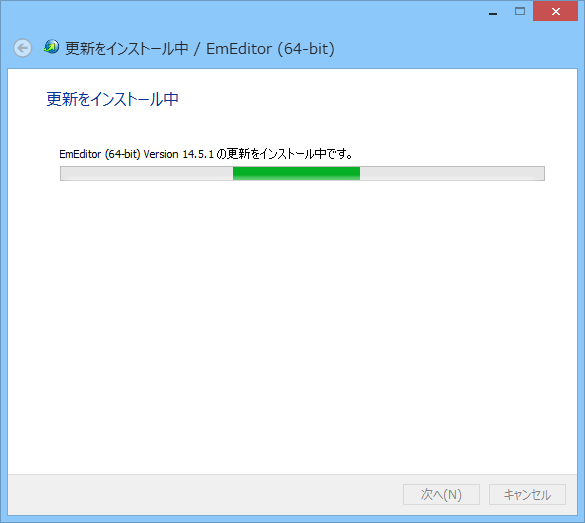 更新をインストール中 / EmEditor (64-bit)
更新をインストール中
EmEditor (64-bit) Version 14.5.1 の更新をインストール中です。
次へ(N)
キャンセル